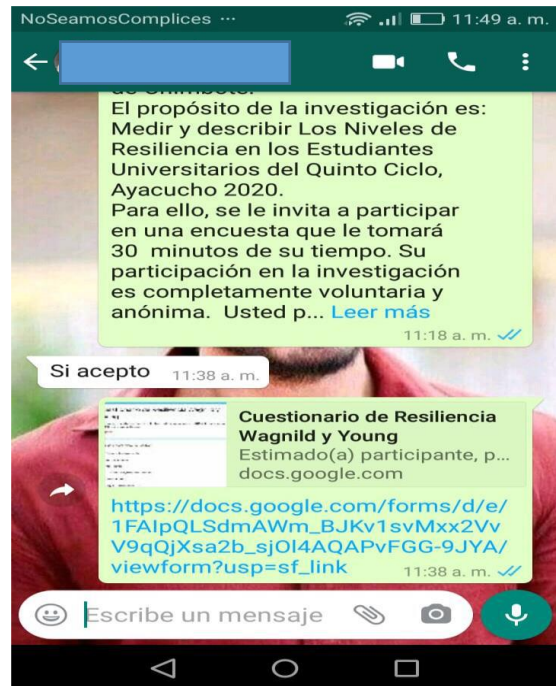 NoSeamosComplices ... 11:49 a. m.
de Chimbote.
El propósito de la investigación es:
Medir y describir Los Niveles de
Resiliencia en los Estudiantes
Universitarios del Quinto Ciclo,
Ayacucho 2020.
Para ello, se le invita a participar
en una encuesta que le tomará
30 minutos de su tiempo. Su
participación en la investigación
es completamente voluntaria y
anónima. Usted p... Leer más
11:18 a. m.
Si acepto 11:38 a. m.
Cuestionario de Resiliencia
Wagnild y Young
Estimado(a) participante, p...
docs.google.com
https://docs.google.com/forms/d/e/
1FAIpQLSdmAWm_BJKv1svMxx2Vv
V9qQjXsa2b_sjOl4AQAPvFGG-9JYA/
viewform?usp=sf_link 11:38 a. m.
Escribe un mensaje